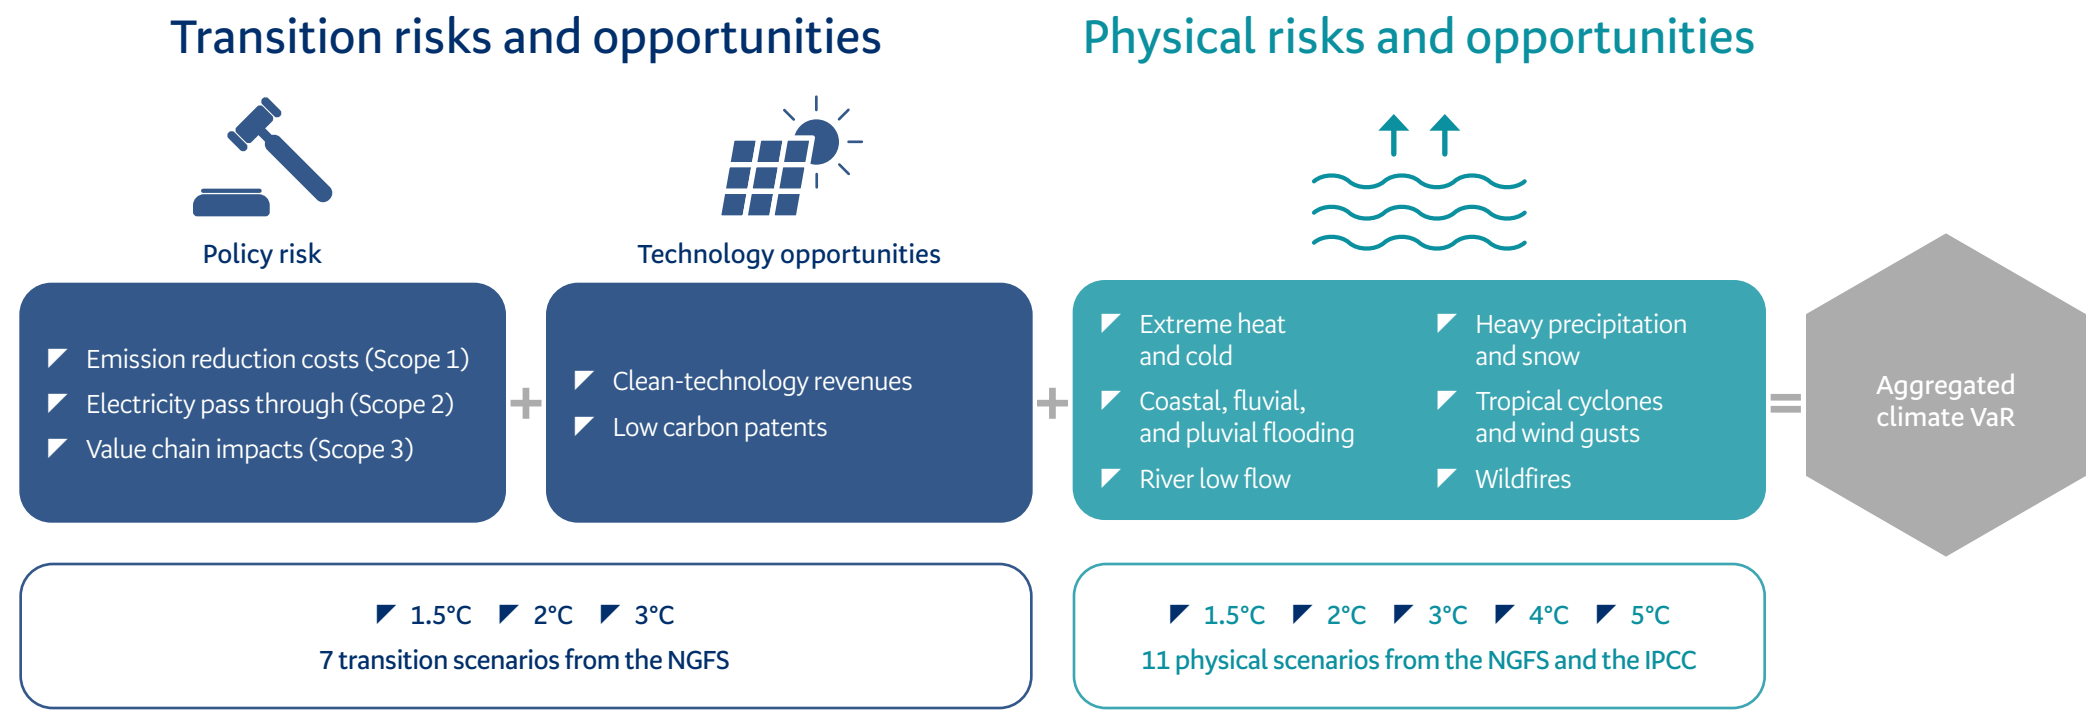 Transition risks and opportunities
Physical risks and opportunities
Policy risk
Technology opportunities
Emission reduction costs (Scope 1)
Electricity pass through (Scope 2)
Value chain impacts (Scope 3)
+
Clean-technology revenues
Low carbon patents
+
Extreme heat
and cold
Coastal, fluvial,
and pluvial flooding
River low flow
Heavy precipitation
and snow
Tropical cyclones
and wind gusts
Wildfires
=
Aggregated
climate VaR
1.5°C 2°C 3°C
7 transition scenarios from the NGFS
1.5°C 2°C 3°C 4°C 5°C
11 physical scenarios from the NGFS and the IPCC